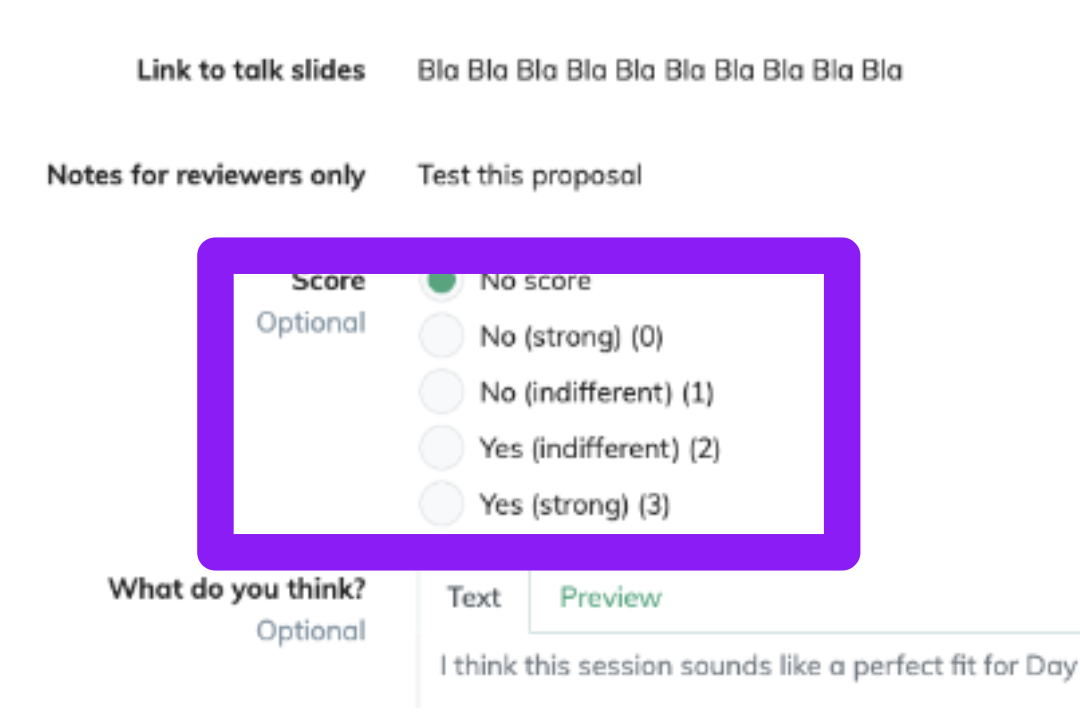 Link to talk slides Bla Bla Bla Bla Bla Bla Bla Bla Bla Bla
Notes for reviewers only Test this proposal
Score No score
Optional
No (strong) (0)
No (indifferent) (1)
Yes (indifferent) (2)
Yes (strong) (3)
What do you think?
Optional
Text Preview
I think this session sounds like a perfect fit for Day